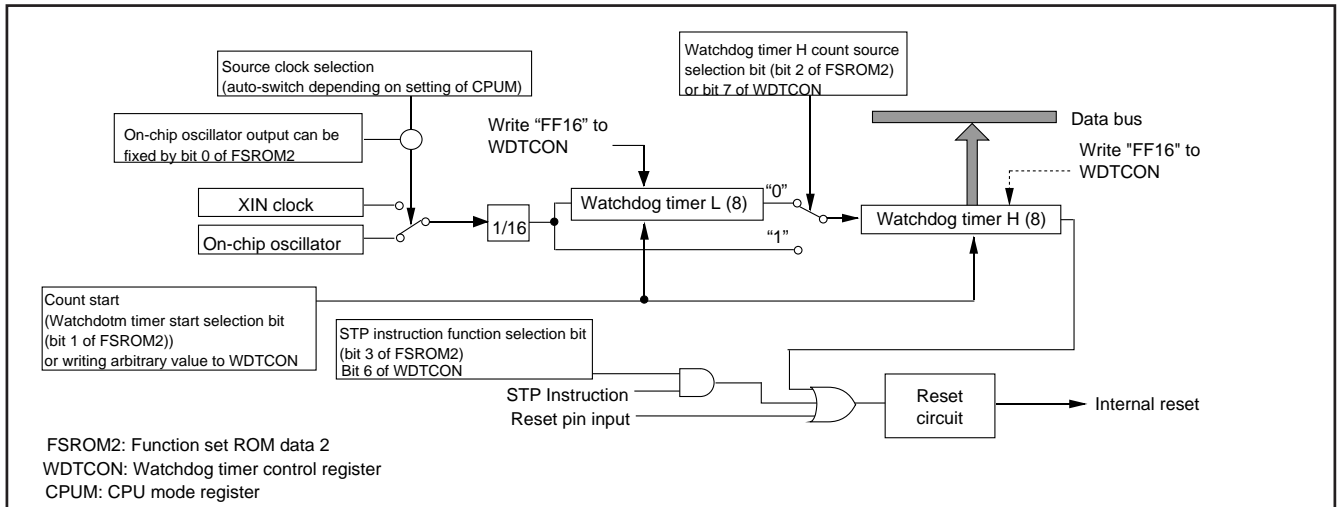 Source clock selection
(auto-switch depending on setting of CPUM)
Watchdog timer H count source
selection bit (bit 2 of FSROM2)
or bit 7 of WDTCON
On-chip oscillator output can be
fixed by bit 0 of FSROM2
Write “FF16” to
WDTCON
Data bus
Write "FF16" to
WDTCON
XIN clock
On-chip oscillator
1/16
Watchdog timer L (8)
“0”
“1”
Watchdog timer H (8)
Count start
(Watchdotm timer start selection bit
(bit 1 of FSROM2))
or writing arbitrary value to WDTCON
STP instruction function selection bit
(bit 3 of FSROM2)
Bit 6 of WDTCON
STP Instruction
Reset pin input
Reset
circuit
Internal reset
FSROM2: Function set ROM data 2
WDTCON: Watchdog timer control register
CPUM: CPU mode register